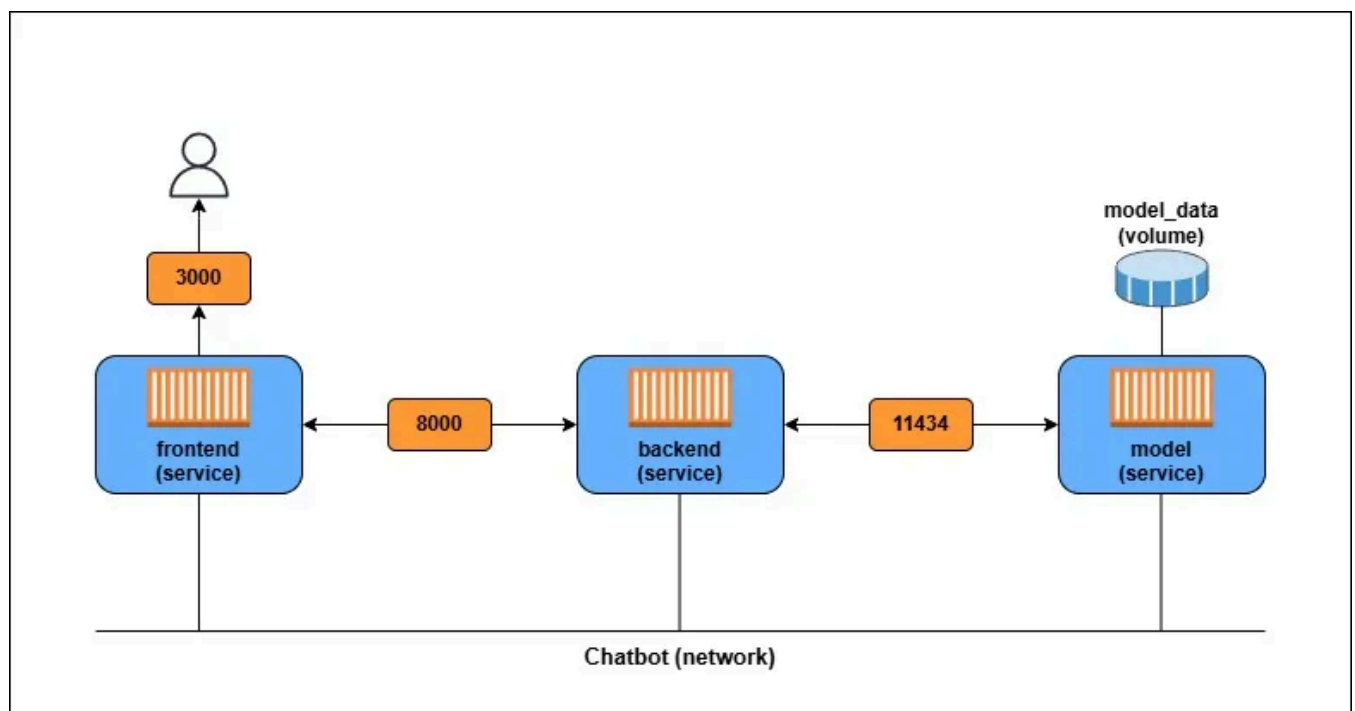 model_data
(volume)
3000
8000
11434
frontend
(service)
backend
(service)
model
(service)
Chatbot (network)